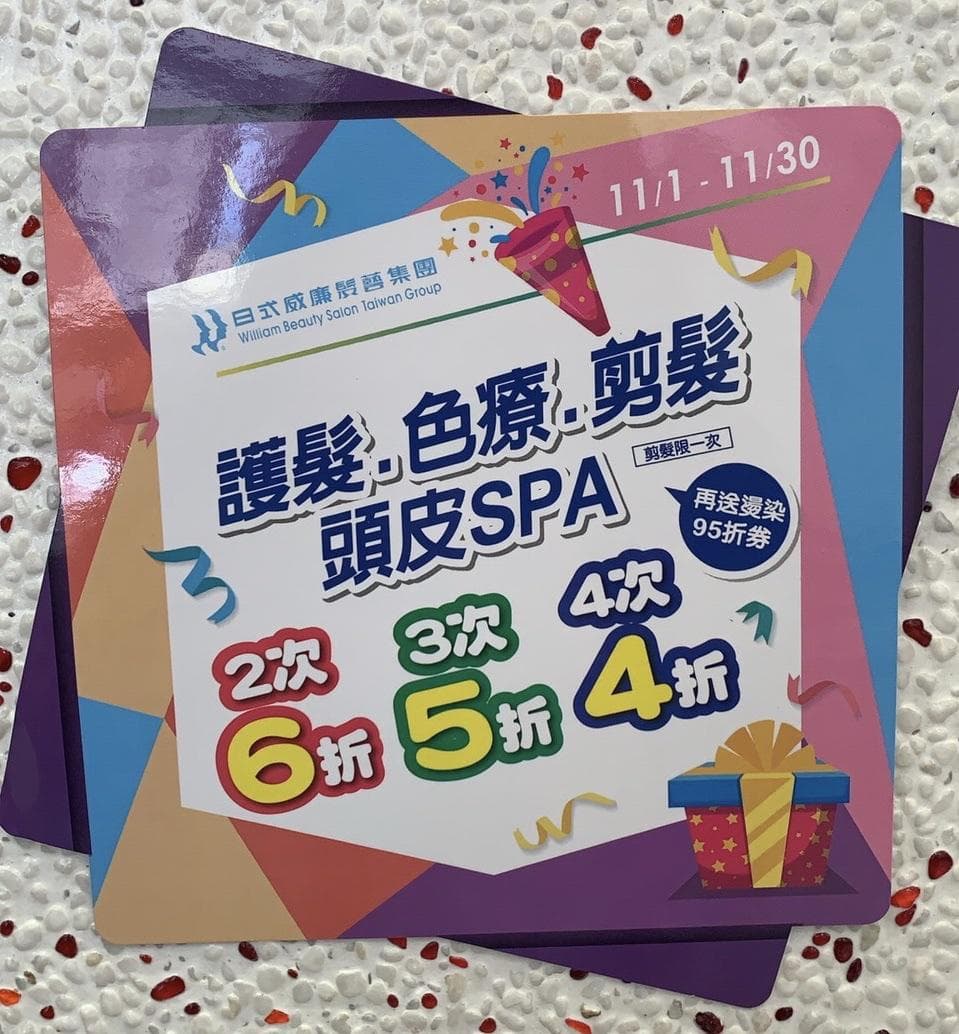 11/1 - 11/30
日式威廉髮藝集團
William Beauty Salon Taiwan Group
護髮.色療.剪髮
剪髮限一次
頭皮SPA
再送燙染
95折券
2次
6折
3次
5折
4次
4折